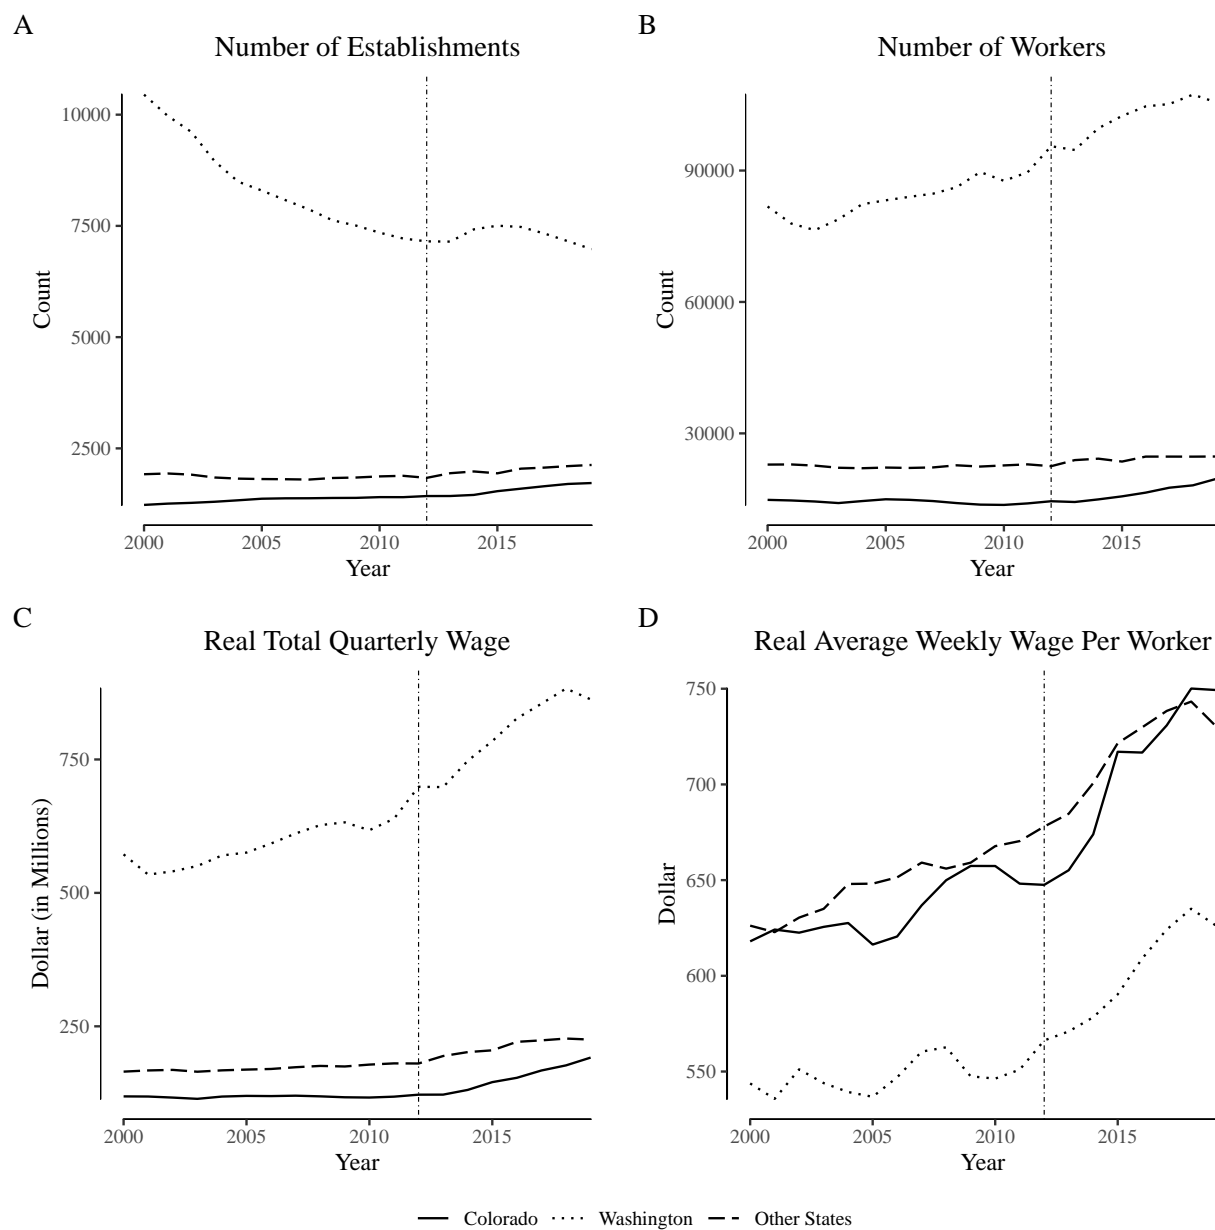 A
Number of Establishments
10000
7500
5000
2500
Count
2000
2005
2010
2015
Year
B
Number of Workers
90000
60000
30000
Count
2000
2005
2010
2015
Year
C
Real Total Quarterly Wage
750
500
250
Dollar (in Millions)
2000
2005
2010
2015
Year
D
Real Average Weekly Wage Per Worker
750
700
650
600
550
Dollar
2000
2005
2010
2015
Year
Colorado Washington Other States